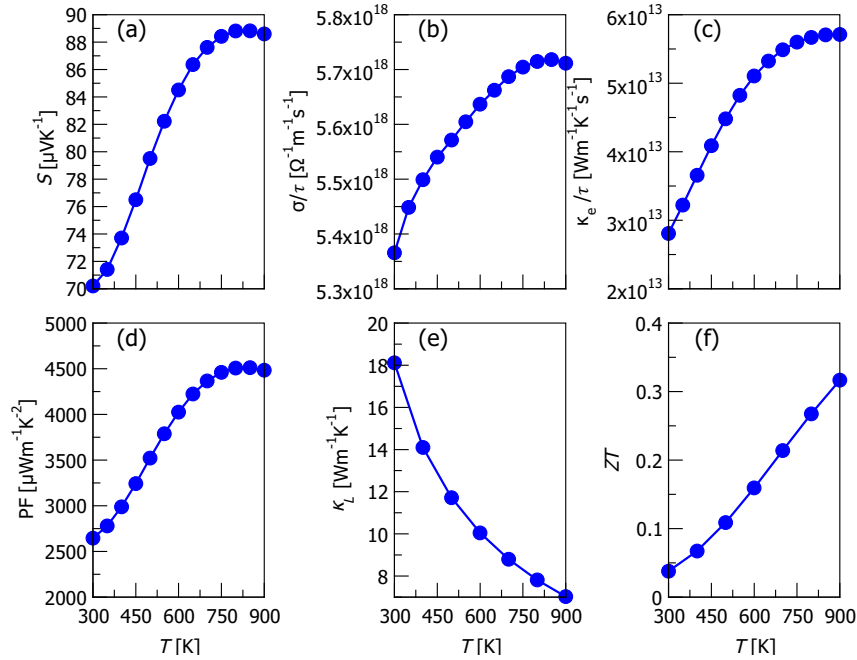 (a)
S [μVK⁻¹]
90
88
86
84
82
80
78
76
74
72
70
(b)
σ/τ [Ω⁻¹m⁻¹s⁻¹]
5.8x10¹⁸
5.7x10¹⁸
5.6x10¹⁸
5.5x10¹⁸
5.4x10¹⁸
5.3x10¹⁸
(c)
κₑ/τ [Wm⁻¹K⁻¹s⁻¹]
6x10¹³
5x10¹³
4x10¹³
3x10¹³
2x10¹³
(d)
PF [μWm⁻¹K⁻²]
5000
4500
4000
3500
3000
2500
2000
300 450 600 750 900
T [K]
(e)
κ_L [Wm⁻¹K⁻¹]
20
18
16
14
12
10
8
300 450 600 750 900
T [K]
(f)
ZT
0.4
0.3
0.2
0.1
0
300 450 600 750 900
T [K]